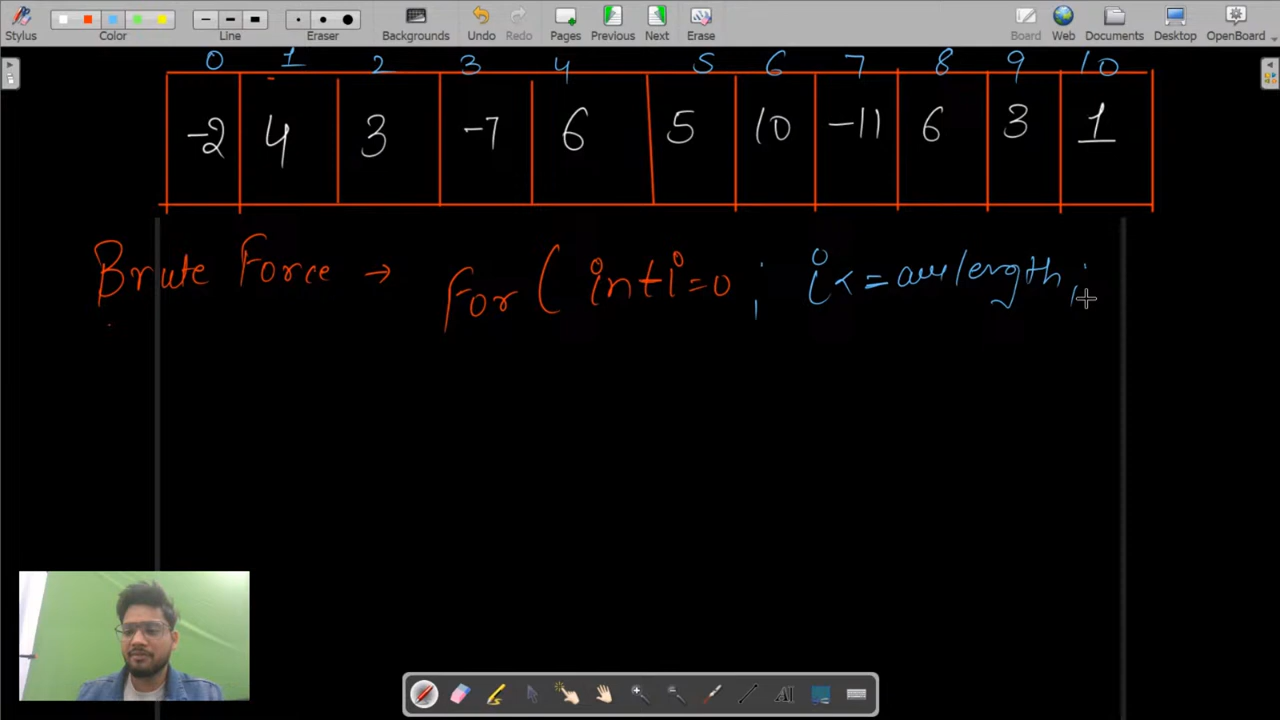 Stylus Color Line Eraser Backgrounds Undo Redo Pages Previous Next Erase Board Web Documents Desktop OpenBoard
0 1 2 3 4 5 6 7 8 9 10
-2 4 3 -7 6 5 10 -11 6 3 1
Brute Force → For ( int i = 0 ; i <= arr length ;
AI